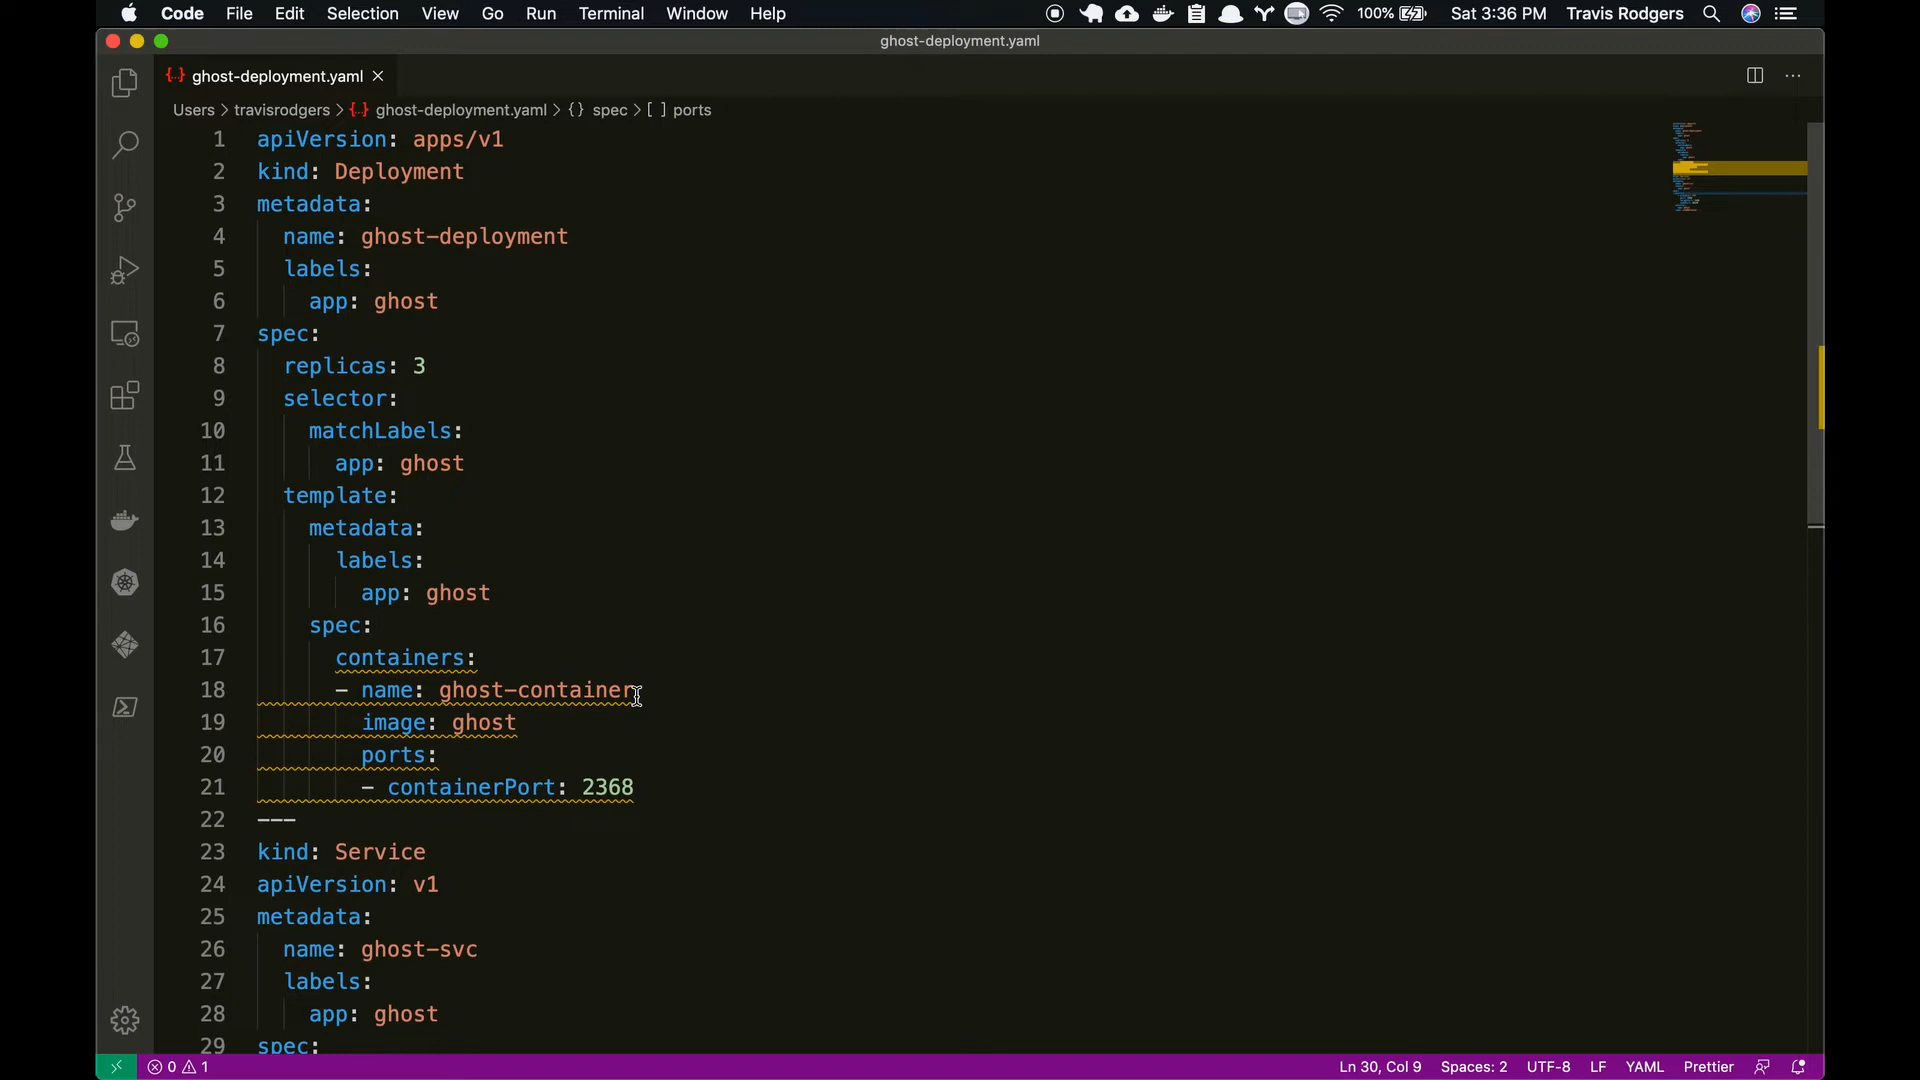 Code File Edit Selection View Go Run Terminal Window Help 100% Sat 3:36 PM Travis Rodgers
ghost-deployment.yaml
{..} ghost-deployment.yaml ×
Users > travisrodgers > {..} ghost-deployment.yaml > {} spec > [ ] ports
1 apiVersion: apps/v1
2 kind: Deployment
3 metadata:
4 name: ghost-deployment
5 labels:
6 app: ghost
7 spec:
8 replicas: 3
9 selector:
10 matchLabels:
11 app: ghost
12 template:
13 metadata:
14 labels:
15 app: ghost
16 spec:
17 containers:
18 - name: ghost-container
19 image: ghost
20 ports:
21 - containerPort: 2368
22 ---
23 kind: Service
24 apiVersion: v1
25 metadata:
26 name: ghost-svc
27 labels:
28 app: ghost
29 spec:
0 1 Ln 30, Col 9 Spaces: 2 UTF-8 LF YAML Prettier